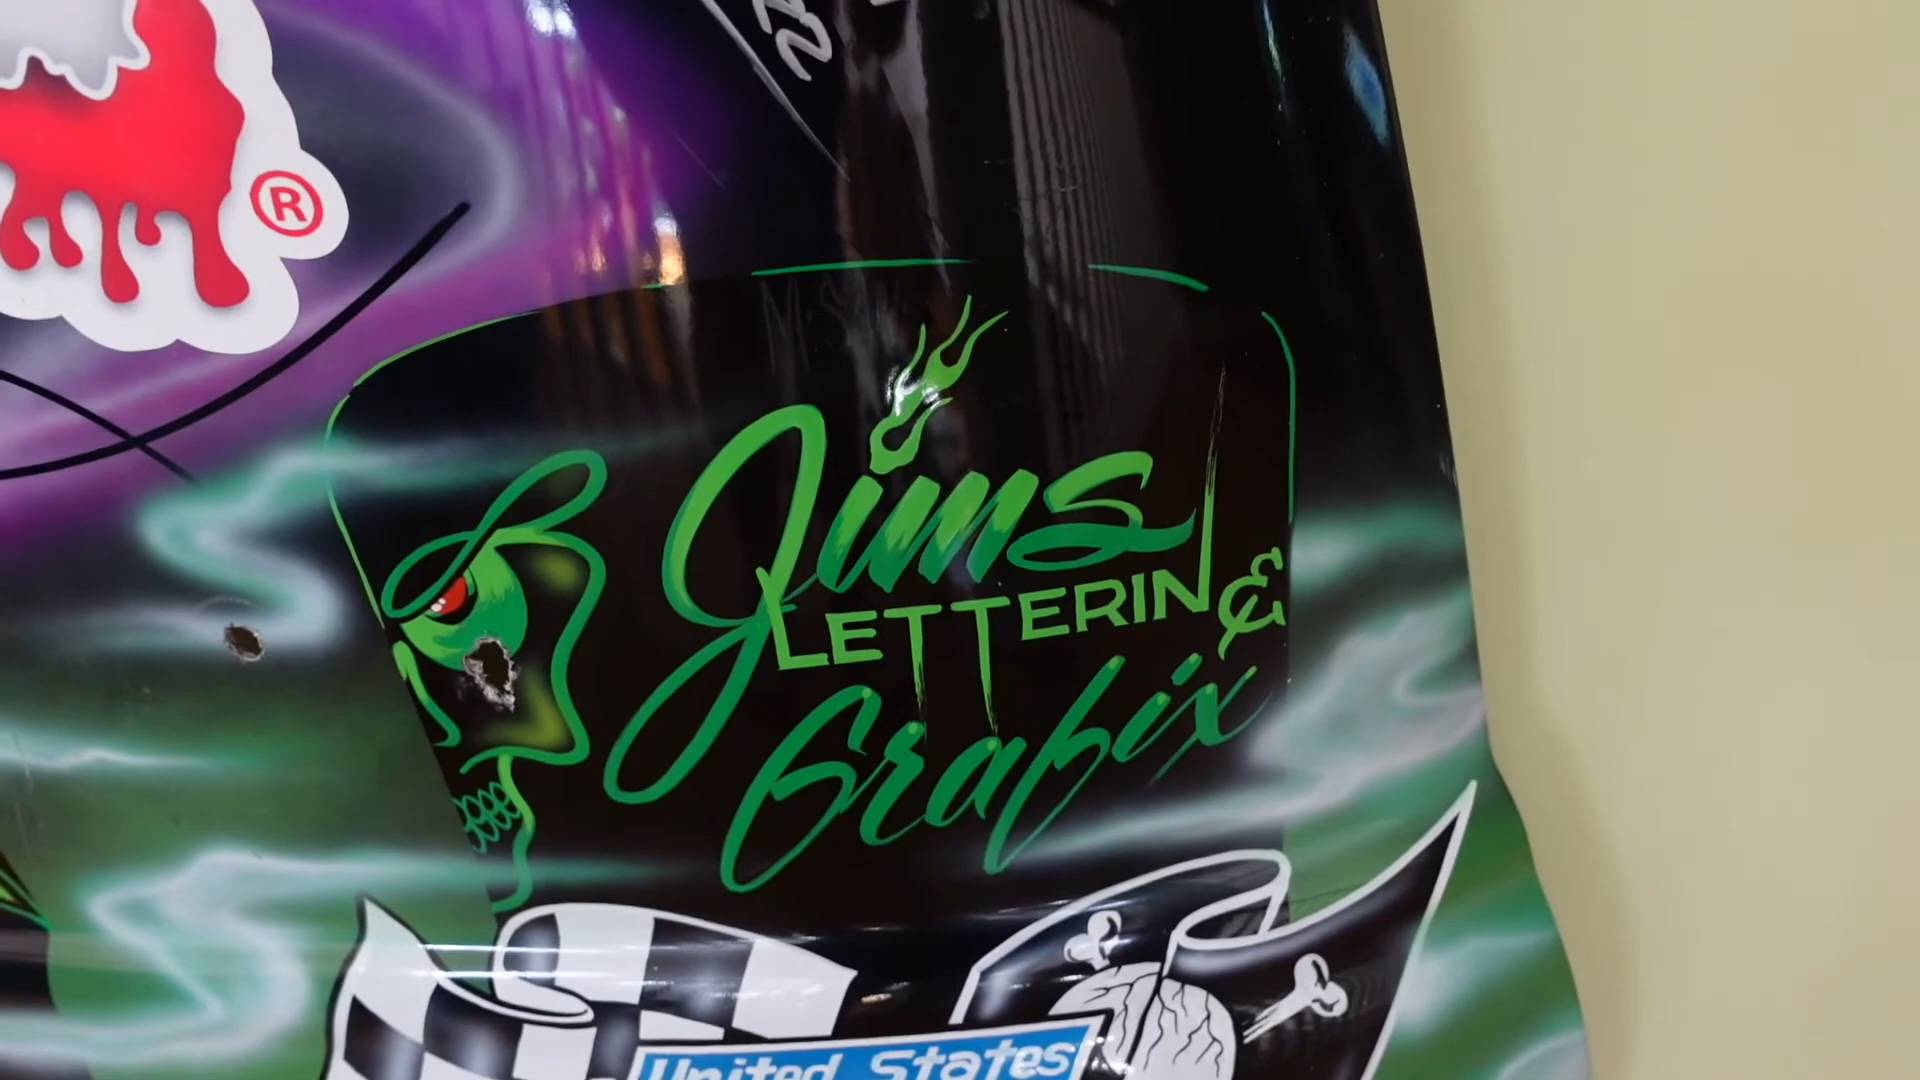 ®
Jims
LETTERIN
&
Grafix
United States